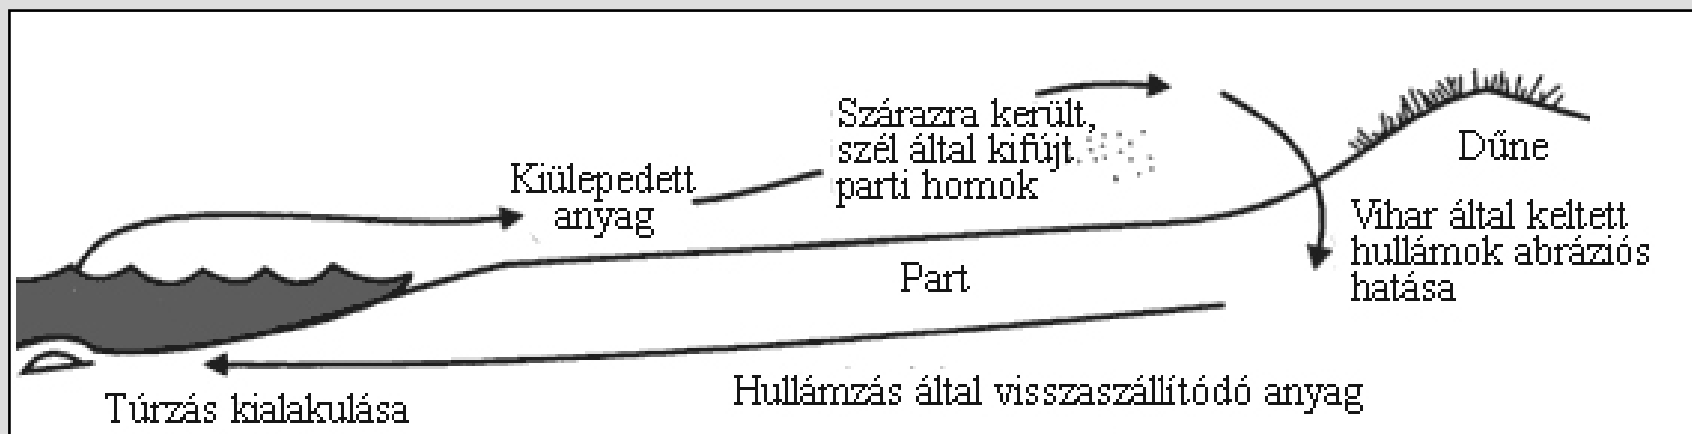 Kiülepedett
anyag
Szárazra került,
szél által kifújt
parti homok
Dűne
Vihar által keltett
hullámok abráziós
hatása
Part
Hullámzás által visszaszállítódó anyag
Túrzás kialakulása